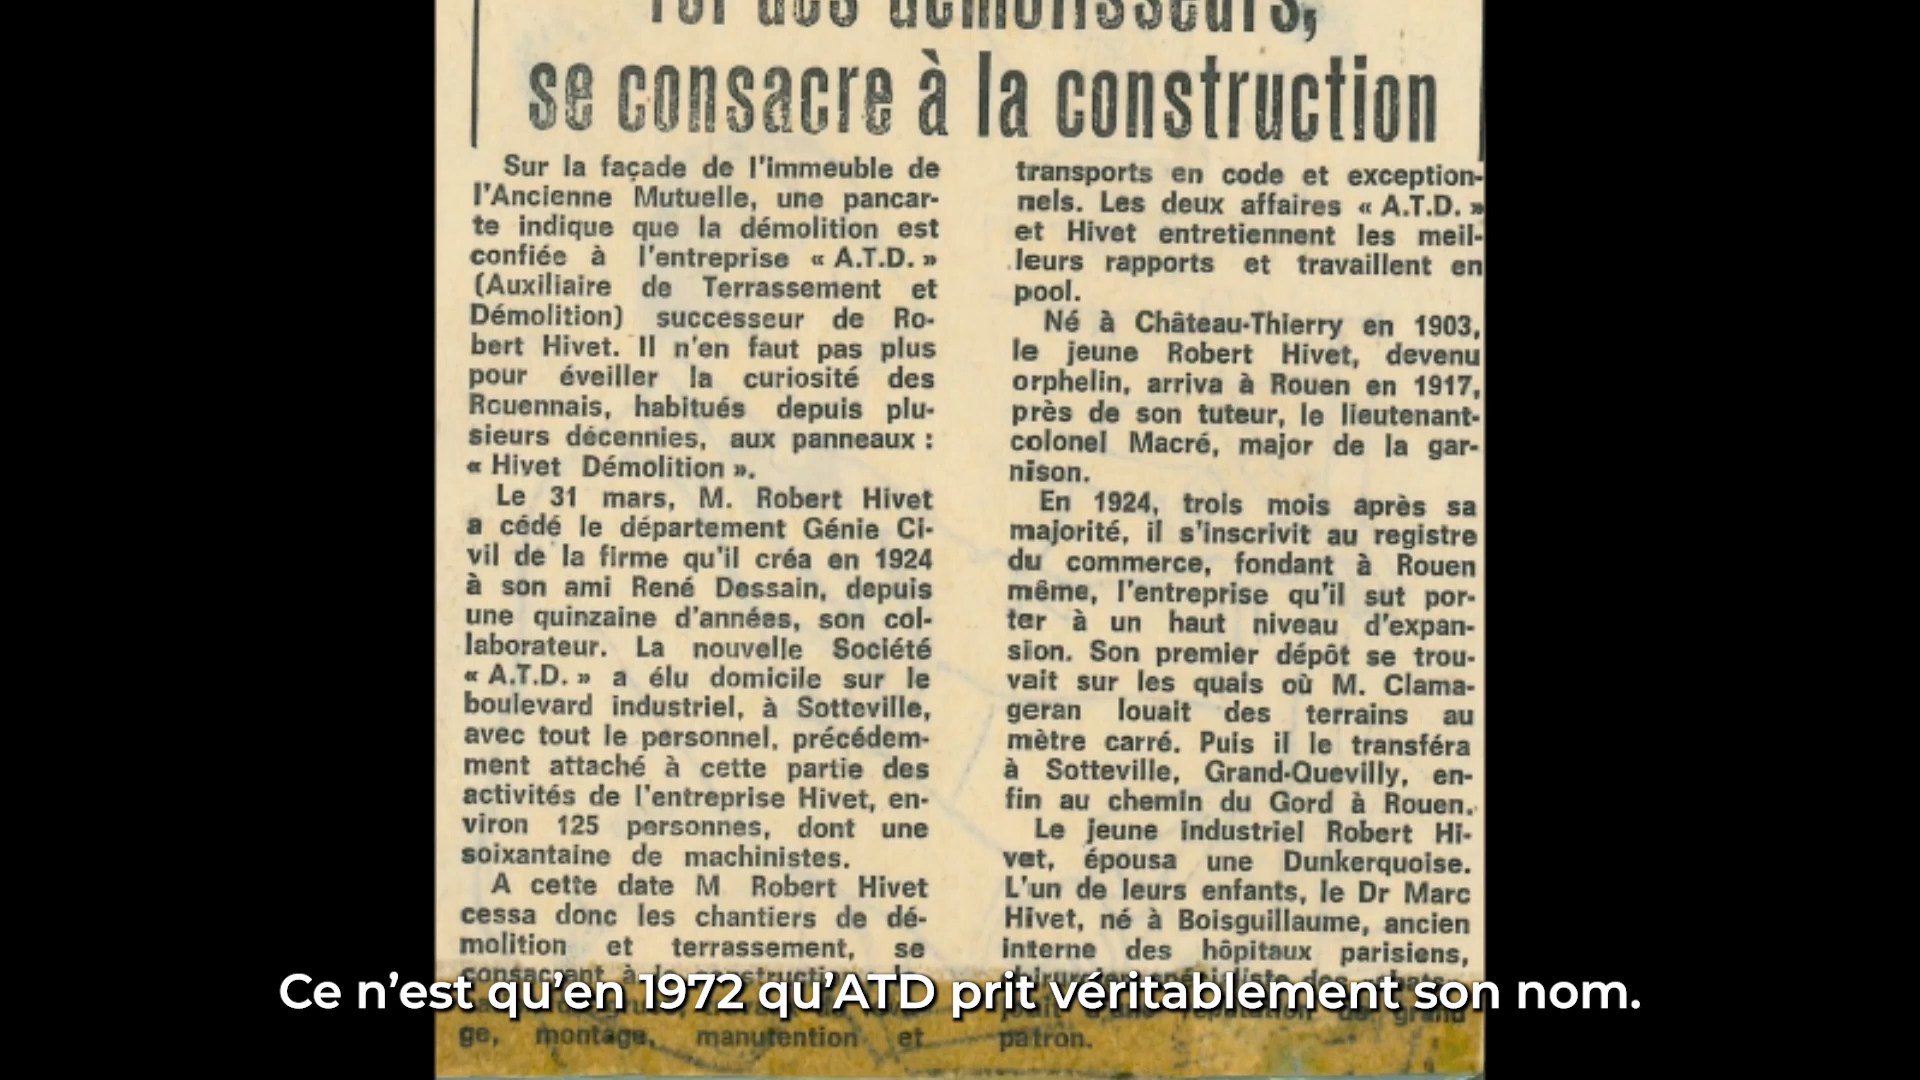 roi des démolisseurs,
se consacre à la construction
Sur la façade de l'immeuble de
l'Ancienne Mutuelle, une pancar-
te indique que la démolition est
confiée à l'entreprise « A.T.D. »
(Auxiliaire de Terrassement et
Démolition) successeur de Ro-
bert Hivet. Il n'en faut pas plus
pour éveiller la curiosité des
Rouennais, habitués depuis plu-
sieurs décennies, aux panneaux :
« Hivet Démolition ».
Le 31 mars, M. Robert Hivet
a cédé le département Génie Ci-
vil de la firme qu'il créa en 1924
à son ami René Dessain, depuis
une quinzaine d'années, son col-
laborateur. La nouvelle Société
« A.T.D. » a élu domicile sur le
boulevard industriel, à Sotteville,
avec tout le personnel, précédem-
ment attaché à cette partie des
activités de l'entreprise Hivet, en-
viron 125 personnes, dont une
soixantaine de machinistes.
A cette date M Robert Hivet
cessa donc les chantiers de dé-
molition et terrassement, se
consacrant à la construction
ge, montage, manutention et
transports en code et exception-
nels. Les deux affaires « A.T.D. »
et Hivet entretiennent les meil-
leurs rapports et travaillent en
pool.
Né à Château-Thierry en 1903,
le jeune Robert Hivet, devenu
orphelin, arriva à Rouen en 1917,
près de son tuteur, le lieutenant-
colonel Macré, major de la gar-
nison.
En 1924, trois mois après sa
majorité, il s'inscrivit au registre
du commerce, fondant à Rouen
même, l'entreprise qu'il sut por-
ter à un haut niveau d'expan-
sion. Son premier dépôt se trou-
vait sur les quais où M. Clama-
geran louait des terrains au
mètre carré. Puis il le transféra
à Sotteville, Grand-Quevilly, en-
fin au chemin du Gord à Rouen.
Le jeune industriel Robert Hi-
vet, épousa une Dunkerquoise.
L'un de leurs enfants, le Dr Marc
Hivet, né à Boisguillaume, ancien
interne des hôpitaux parisiens,
chirurgien spécialiste des
jouit d'une réputation de grand
patron.
Ce n'est qu'en 1972 qu'ATD prit véritablement son nom.